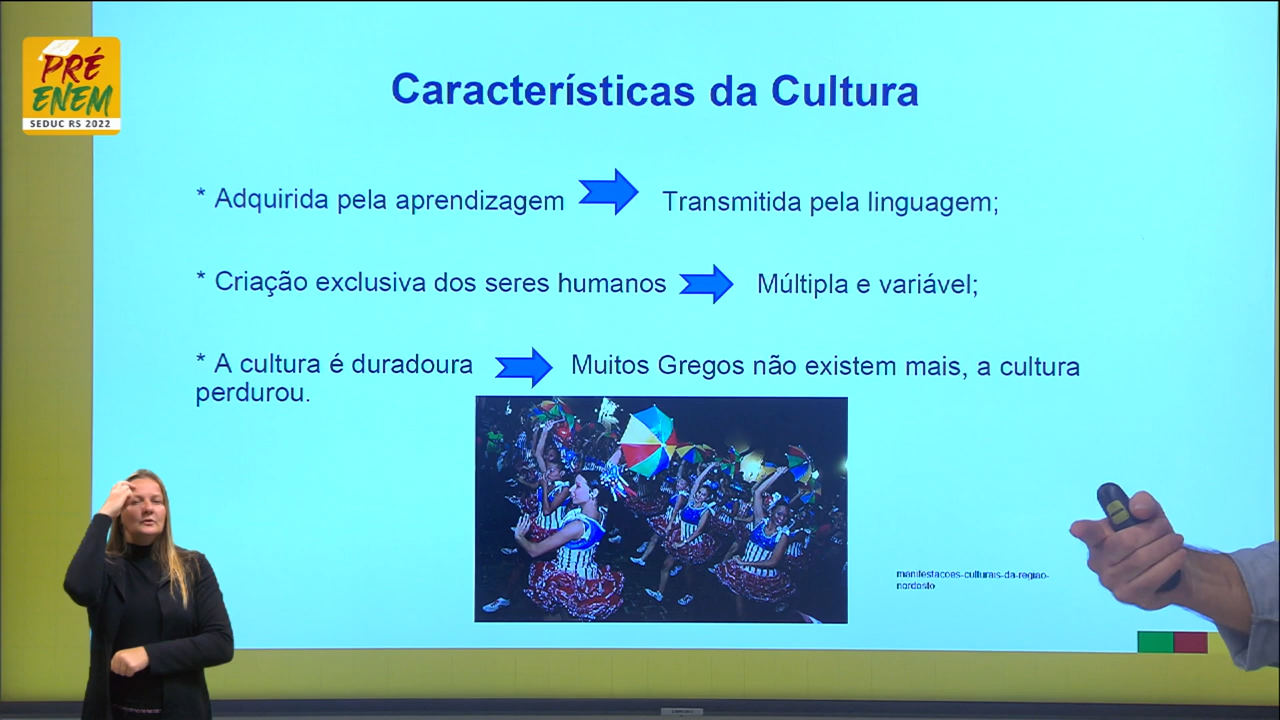 PRÉ
ENEM
SEDUC RS 2022
Características da Cultura
* Adquirida pela aprendizagem Transmitida pela linguagem;
* Criação exclusiva dos seres humanos Múltipla e variável;
* A cultura é duradoura Muitos Gregos não existem mais, a cultura
perdurou.
manifestacoes-culturais-da-regiao-
nordeste